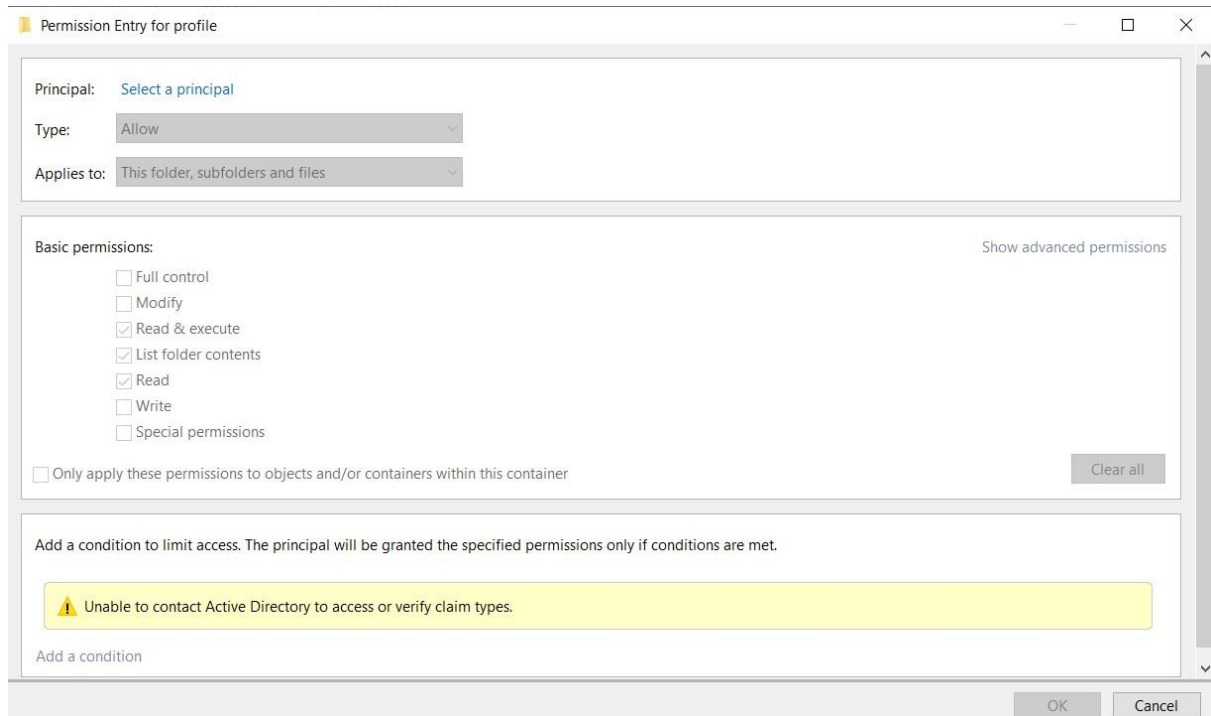 Permission Entry for profile
Principal: Select a principal
Type: Allow
Applies to: This folder, subfolders and files
Basic permissions: Show advanced permissions
Full control
Modify
Read & execute
List folder contents
Read
Write
Special permissions
Only apply these permissions to objects and/or containers within this container Clear all
Add a condition to limit access. The principal will be granted the specified permissions only if conditions are met.
Unable to contact Active Directory to access or verify claim types.
Add a condition
OK Cancel